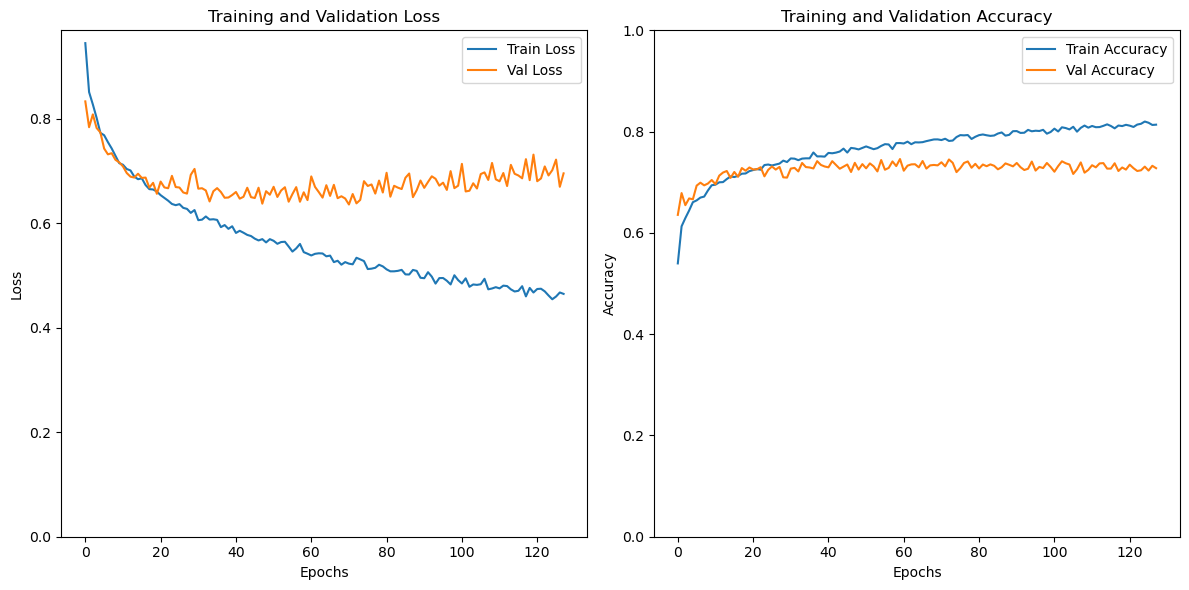 Training and Validation Loss
Train Loss
Val Loss
Loss
0.8
0.6
0.4
0.2
0.0
0 20 40 60 80 100 120
Epochs
Training and Validation Accuracy
Train Accuracy
Val Accuracy
Accuracy
1.0
0.8
0.6
0.4
0.2
0.0
0 20 40 60 80 100 120
Epochs